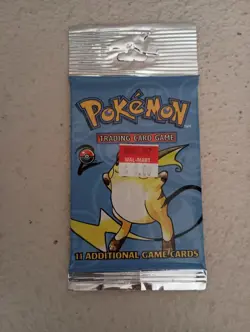 POKéMON
TRADING CARD GAME
WAL-MART
11 ADDITIONAL GAME CARDS